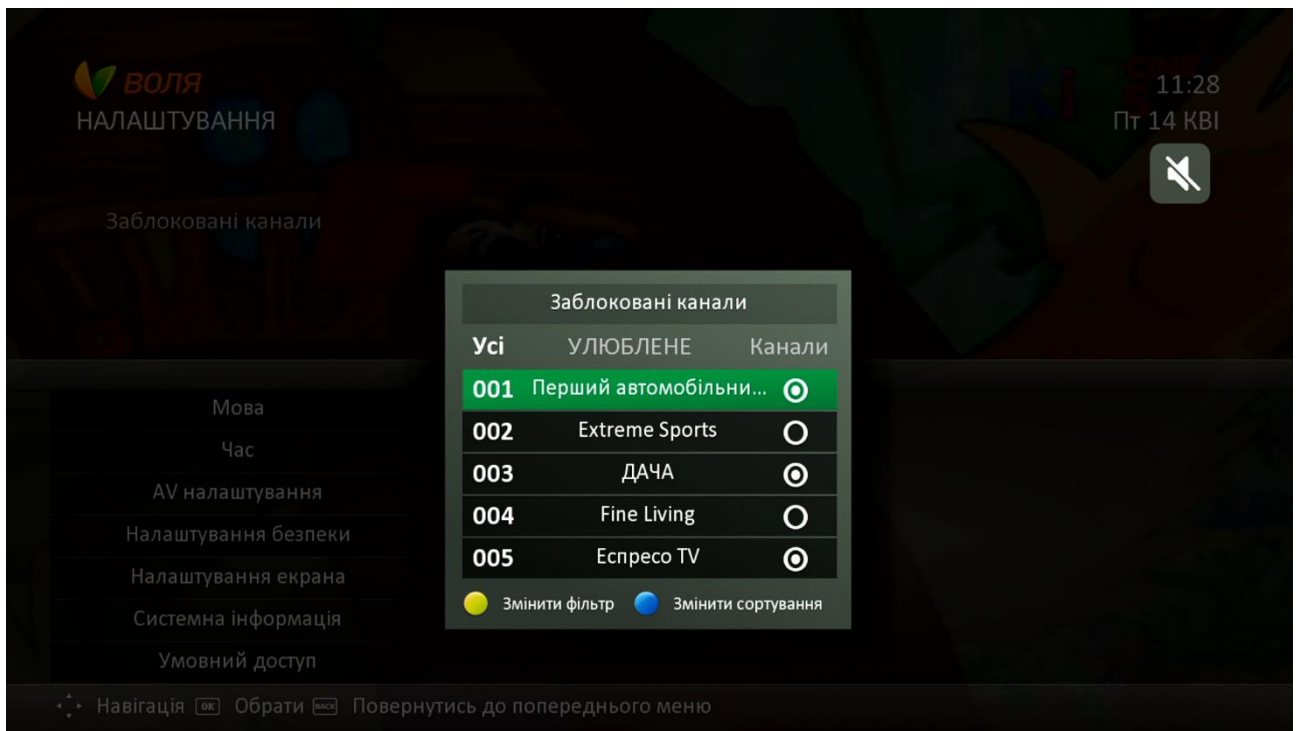 воля
НАЛАШТУВАННЯ
11:28
Пт 14 КВІ
Заблоковані канали
Заблоковані канали
Усі УЛЮБЛЕНЕ Канали
001 Перший автомобільни...
002 Extreme Sports
003 ДАЧА
004 Fine Living
005 Еспресо TV
Змінити фільтр Змінити сортування
Мова
Час
AV налаштування
Налаштування безпеки
Налаштування екрана
Системна інформація
Умовний доступ
Навігація OK Обрати BACK Повернутись до попереднього меню